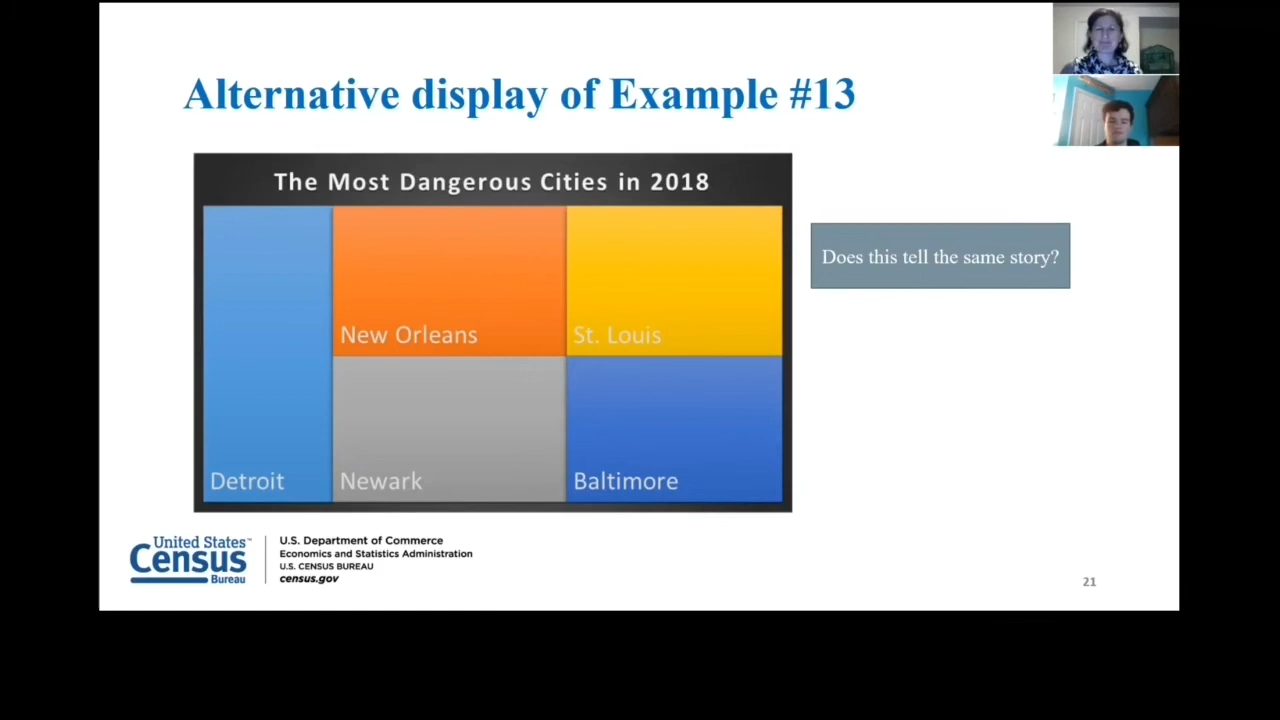 Alternative display of Example #13
The Most Dangerous Cities in 2018
Does this tell the same story?
New Orleans
St. Louis
Detroit
Newark
Baltimore
United States™
Census
Bureau
U.S. Department of Commerce
Economics and Statistics Administration
U.S. CENSUS BUREAU
census.gov
21